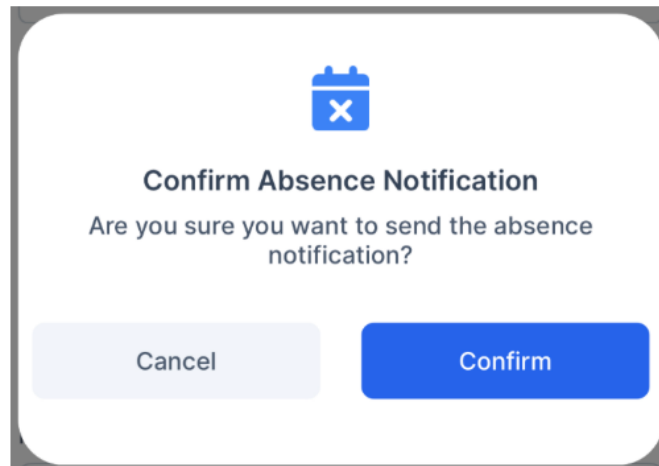 Confirm Absence Notification
Are you sure you want to send the absence
notification?
Cancel
Confirm